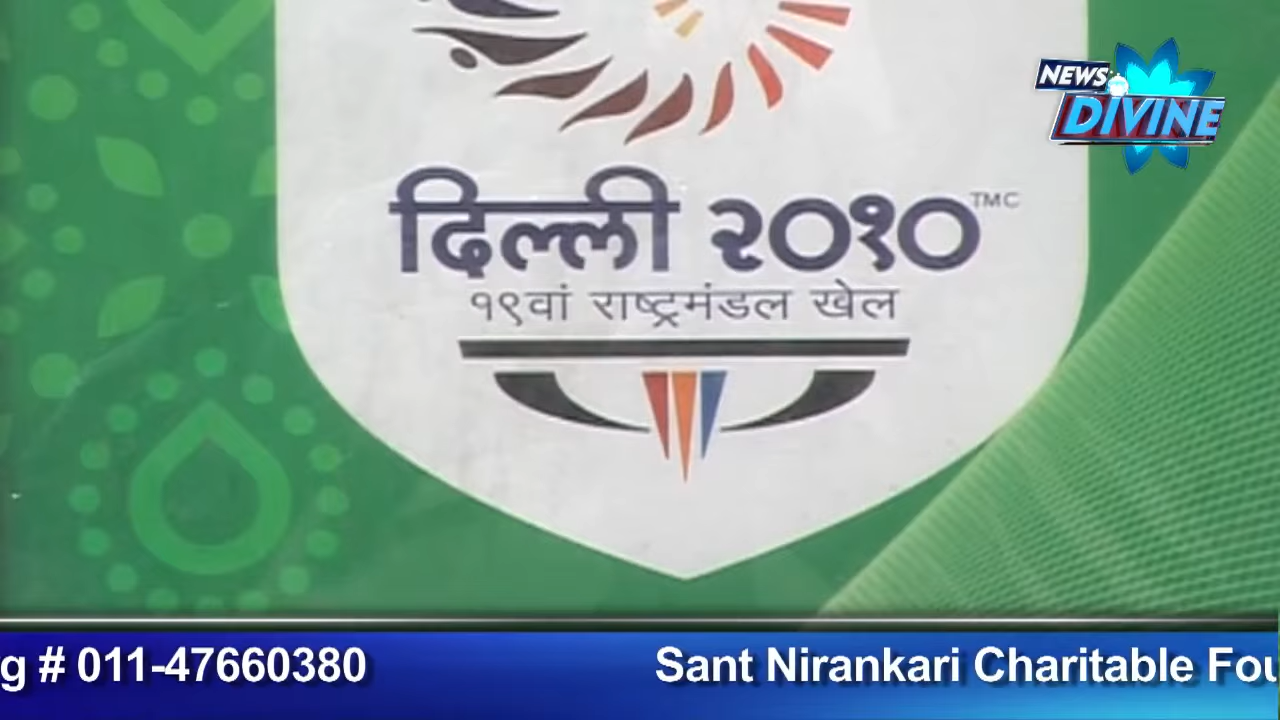 NEWS
DIVINE
दिल्ली २०१० TMC
१९वां राष्ट्रमंडल खेल
g # 011-47660380 Sant Nirankari Charitable Fou